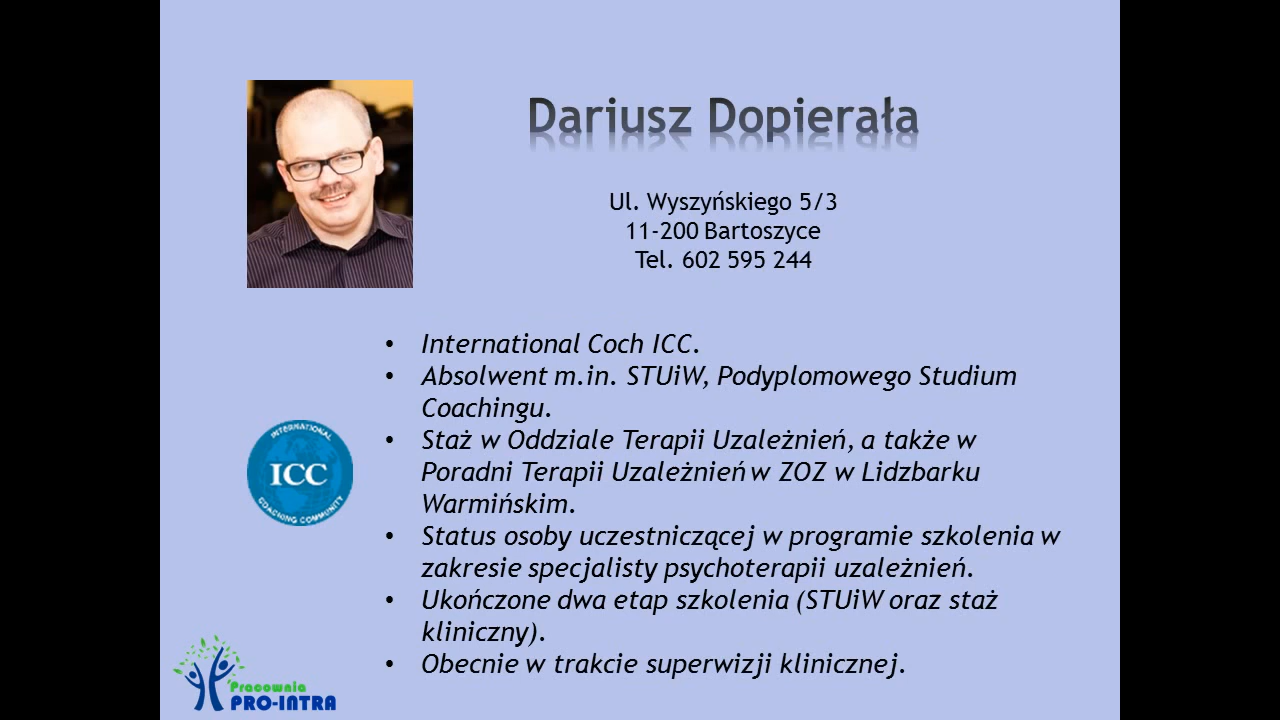 Dariusz Dopierała
Ul. Wyszyńskiego 5/3
11-200 Bartoszyce
Tel. 602 595 244
• International Coch ICC.
• Absolwent m.in. STUiW, Podyplomowego Studium
Coachingu.
• Staż w Oddziale Terapii Uzależnień, a także w
Poradni Terapii Uzależnień w ZOZ w Lidzbarku
Warmińskim.
• Status osoby uczestniczącej w programie szkolenia w
zakresie specjalisty psychoterapii uzależnień.
• Ukończone dwa etap szkolenia (STUiW oraz staż
kliniczny).
• Obecnie w trakcie superwizji klinicznej.
INTERNATIONAL
ICC
COACHING COMMUNITY
Pracownia
PRO-INTRA